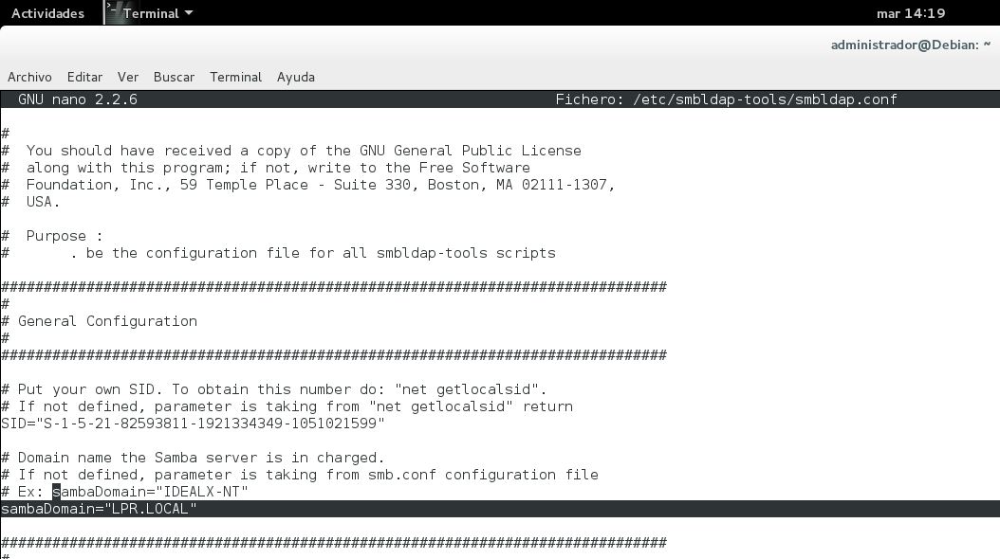 Actividades Terminal mar 14:19
administrador@Debian: ~
Archivo Editar Ver Buscar Terminal Ayuda
GNU nano 2.2.6 Fichero: /etc/smbldap-tools/smbldap.conf
#
#  You should have received a copy of the GNU General Public License
#  along with this program; if not, write to the Free Software
#  Foundation, Inc., 59 Temple Place - Suite 330, Boston, MA 02111-1307,
#  USA.
#  Purpose :
#       . be the configuration file for all smbldap-tools scripts
##############################################################################
#
# General Configuration
#
##############################################################################
# Put your own SID. To obtain this number do: "net getlocalsid".
# If not defined, parameter is taking from "net getlocalsid" return
SID="S-1-5-21-82593811-1921334349-1051021599"
# Domain name the Samba server is in charged.
# If not defined, parameter is taking from smb.conf configuration file
# Ex: sambaDomain="IDEALX-NT"
sambaDomain="LPR.LOCAL"
##############################################################################
#